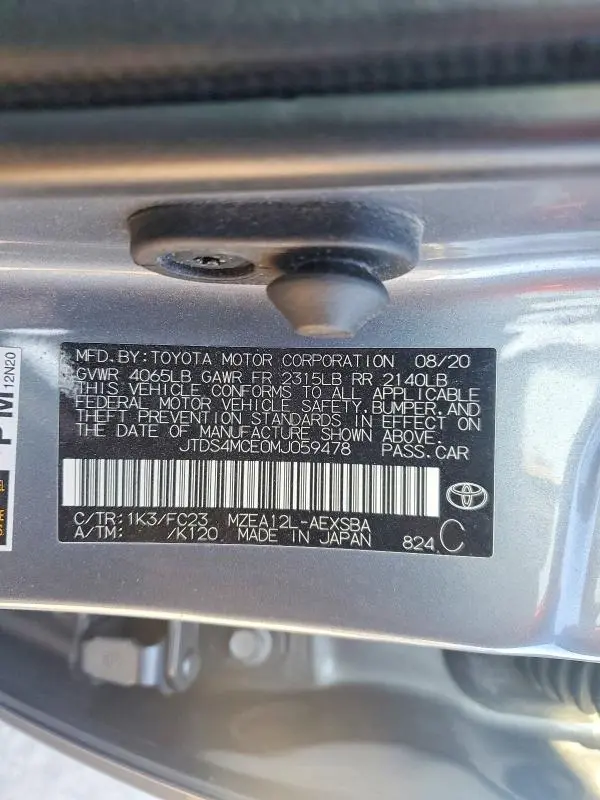 MFD. BY: TOYOTA MOTOR CORPORATION 08/20
GVWR 4065LB GAWR FR 2315LB RR 2140LB
THIS VEHICLE CONFORMS TO ALL APPLICABLE
FEDERAL MOTOR VEHICLE SAFETY, BUMPER, AND
THEFT PREVENTION STANDARDS IN EFFECT ON
THE DATE OF MANUFACTURE SHOWN ABOVE.
JTDS4MCE0MJ059478 PASS.CAR
C/TR: 1K3/FC23 MZEA12L-AEXSBA
A/TM: /K120 MADE IN JAPAN 824 C
12N20